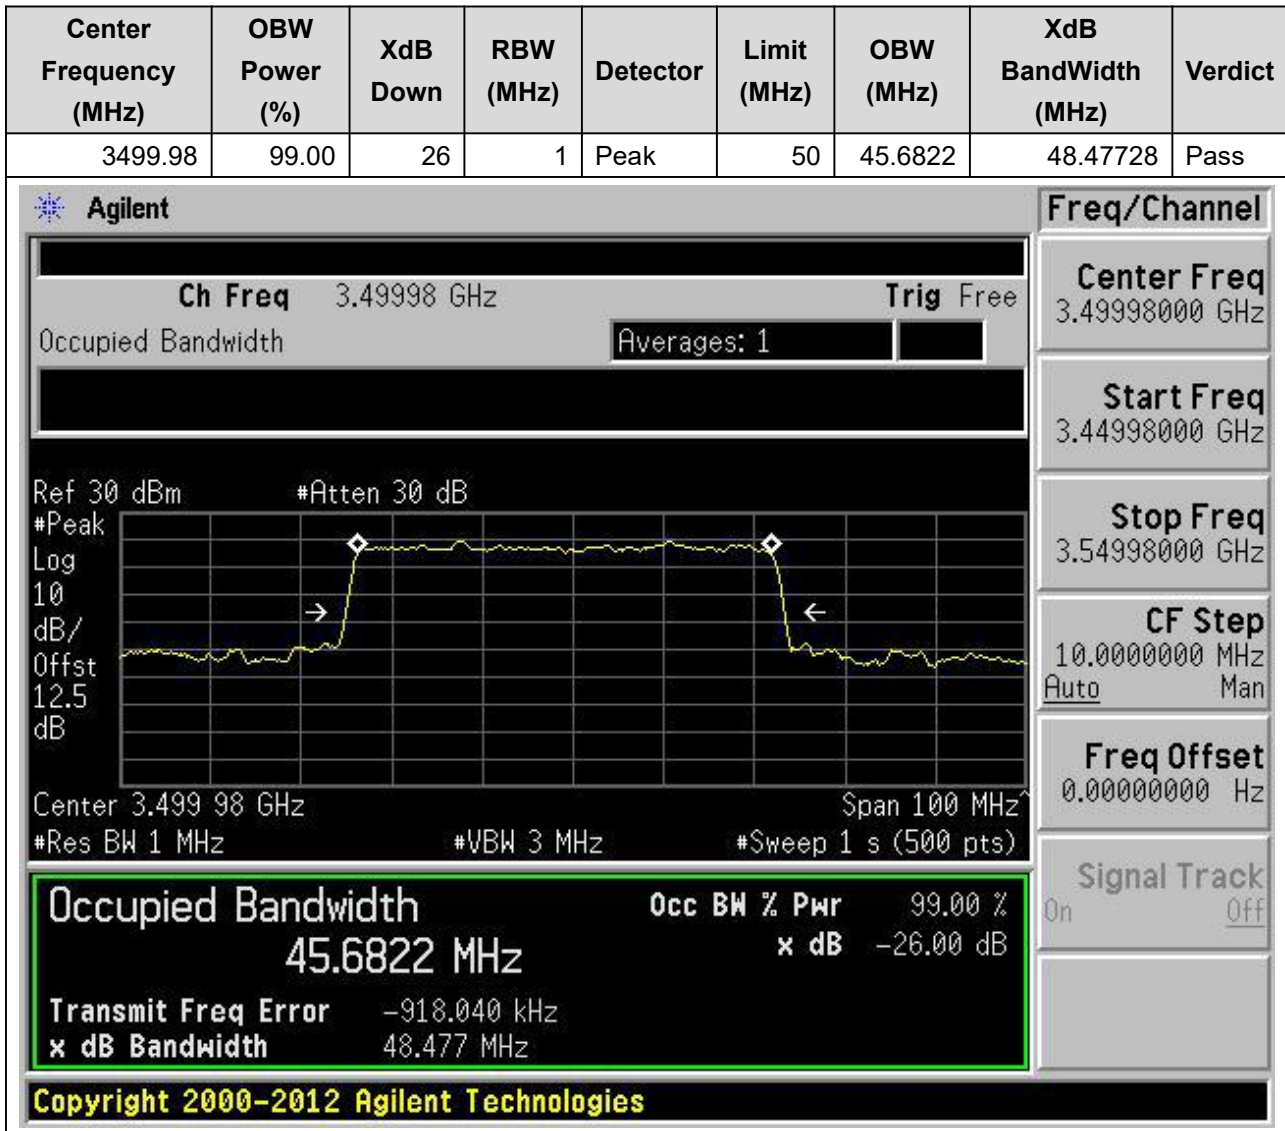 Center Frequency (MHz) OBW Power (%) XdB Down RBW (MHz) Detector Limit (MHz) OBW (MHz) XdB BandWidth (MHz) Verdict
3499.98 99.00 26 1 Peak 50 45.6822 48.47728 Pass
Agilent
Freq/Channel
Ch Freq 3.49998 GHz Trig Free
Occupied Bandwidth Averages: 1
Center Freq
3.49998000 GHz
Start Freq
3.44998000 GHz
Stop Freq
3.54998000 GHz
CF Step
10.0000000 MHz
Auto Man
Freq Offset
0.00000000 Hz
Signal Track
On Off
Ref 30 dBm #Atten 30 dB
#Peak
Log
10
dB/
Offst
12.5
dB
Center 3.499 98 GHz Span 100 MHz^
#Res BW 1 MHz #VBW 3 MHz #Sweep 1 s (500 pts)
Occupied Bandwidth Occ BW % Pwr 99.00 %
45.6822 MHz x dB -26.00 dB
Transmit Freq Error -918.040 kHz
x dB Bandwidth 48.477 MHz
Copyright 2000-2012 Agilent Technologies